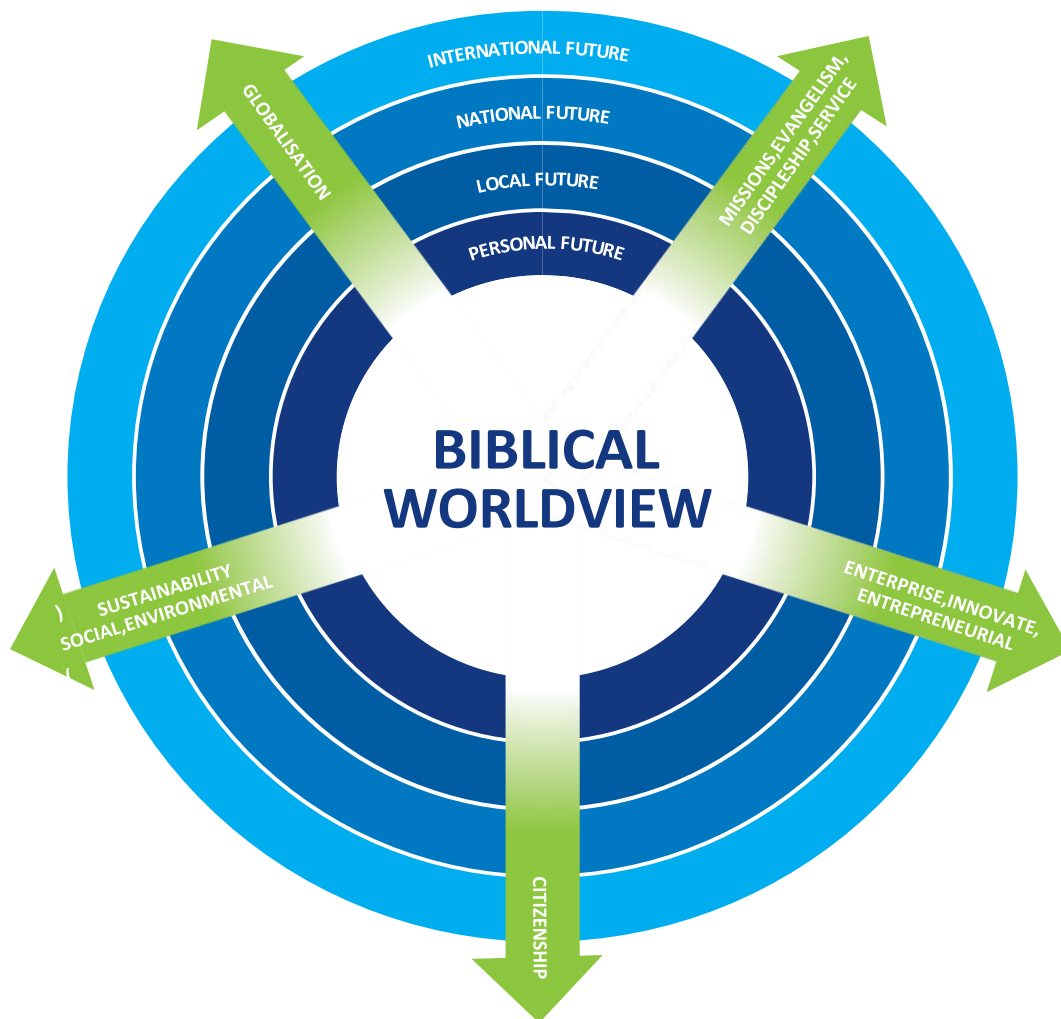 INTERNATIONAL FUTURE
NATIONAL FUTURE
LOCAL FUTURE
PERSONAL FUTURE
GLOBALISATION
MISSIONS,EVANGELISM,
DISCIPLESHIP,SERVICE
BIBLICAL
WORLDVIEW
SUSTAINABILITY
)
SOCIAL,ENVIRONMENTAL
(
ENTERPRISE,INNOVATE,
ENTREPRENEURIAL
CITIZENSHIP